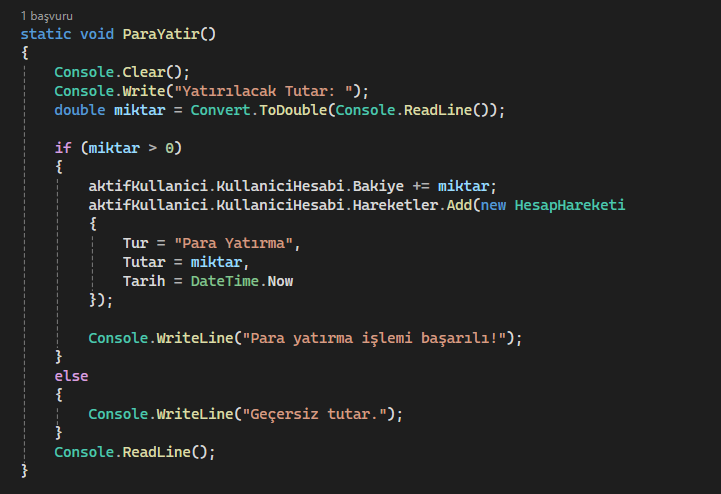 1 başvuru
static void ParaYatir()
{
Console.Clear();
Console.Write("Yatırılacak Tutar: ");
double miktar = Convert.ToDouble(Console.ReadLine());
if (miktar > 0)
{
aktifKullanici.KullaniciHesabi.Bakiye += miktar;
aktifKullanici.KullaniciHesabi.Hareketler.Add(new HesapHareketi
{
Tur = "Para Yatırma",
Tutar = miktar,
Tarih = DateTime.Now
});
Console.WriteLine("Para yatırma işlemi başarılı!");
}
else
{
Console.WriteLine("Geçersiz tutar.");
}
Console.ReadLine();
}